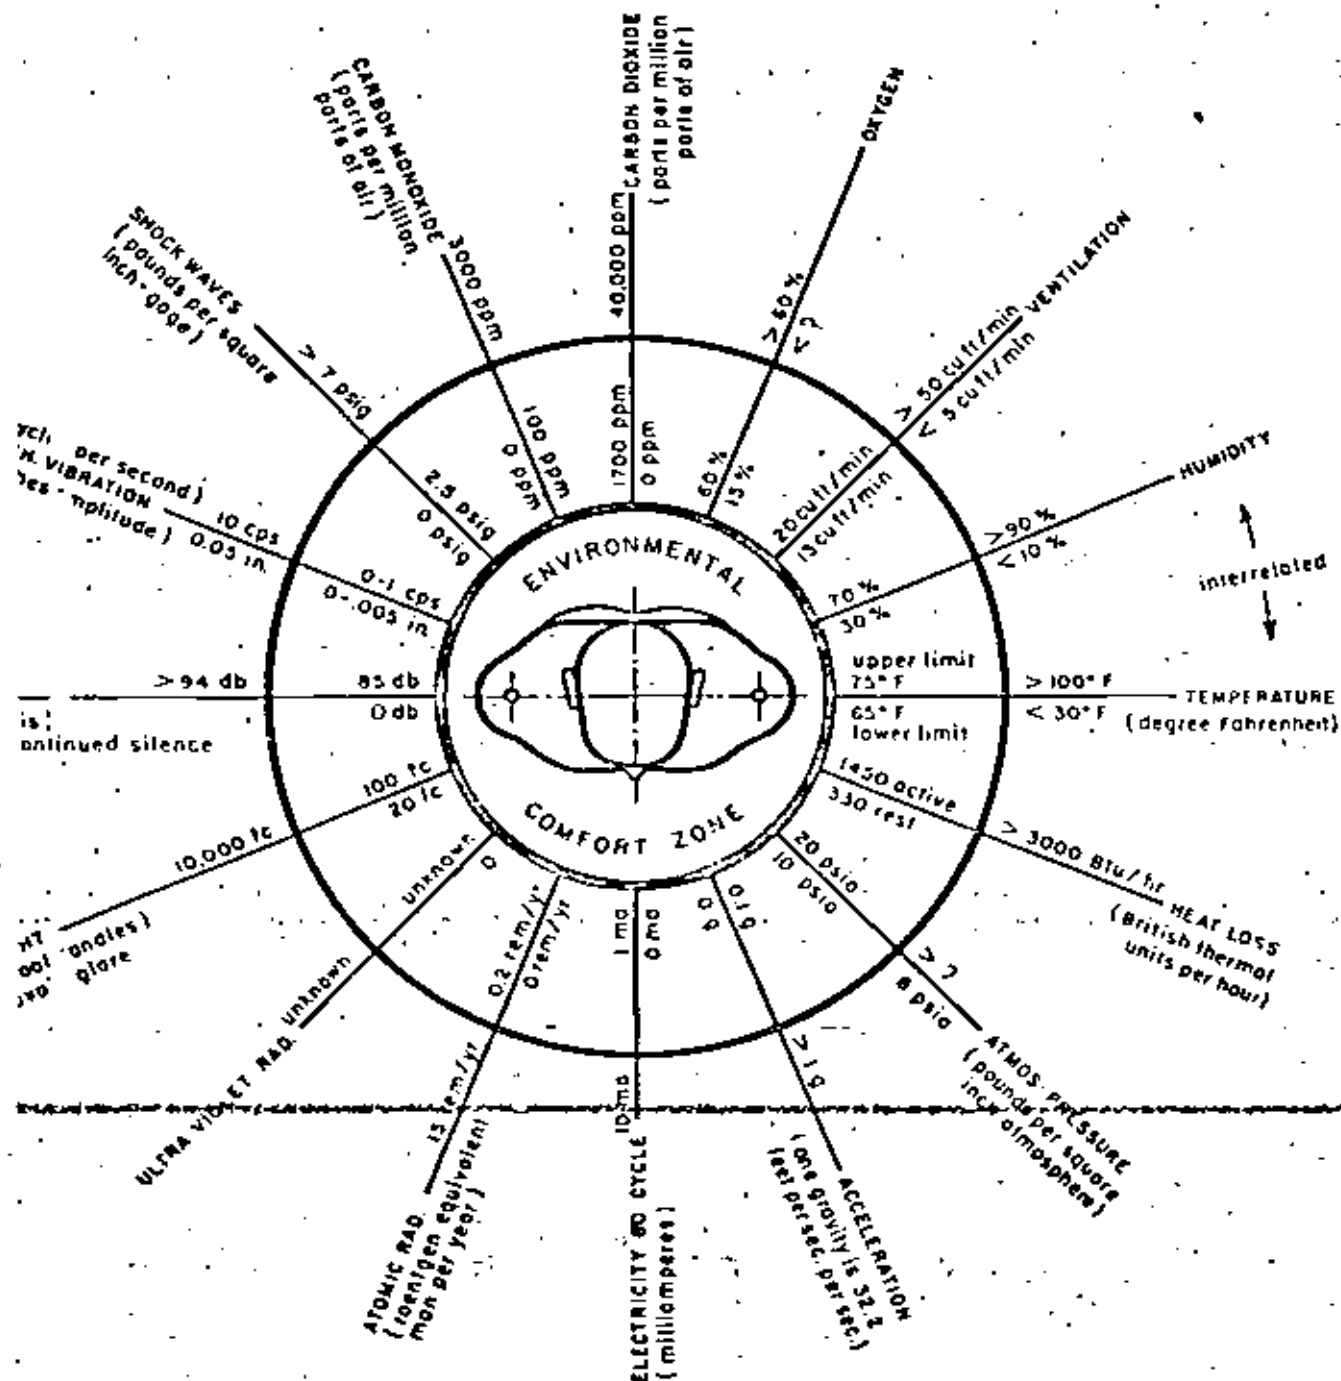 CARBON DIOXIDE
(parts per million
parts of air)
40,000 ppm
1700 ppm
0 ppm
OXYGEN
> 60 %
< ?
60 %
15 %
VENTILATION
> 50 cu ft/min
< 5 cu ft/min
20 cu ft/min
13 cu ft/min
HUMIDITY
> 90 %
< 10 %
70 %
30 %
interrelated
TEMPERATURE
(degree Fahrenheit)
> 100° F
< 30° F
upper limit
75° F
65° F
lower limit
HEAT LOSS
(British thermal
units per hour)
> 3000 Btu/hr
1450 active
330 rest
ATMOS. PRESSURE
(pounds per square
inch atmosphere)
> ?
8 psia
20 psia
10 psia
ACCELERATION
(one gravity is 32.2
feet per sec. per sec.)
> 1 g
0.1 g
0 g
ELECTRICITY 60 CYCLE
(milliamperes)
10 ma
1 ma
0 ma
ATOMIC RAD.
(roentgen equivalent
man per year)
15 rem/yr
0.2 rem/yr
0 rem/yr
ULTRA VIOLET RAD.
unknown
unknown
0
glare
10,000 fc
100 fc
20 fc
> 94 db
85 db
0 db
silence
per second)
VIBRATION
10 cps
0.05 in.
0-1 cps
0-.005 in.
SHOCK WAVES
(pounds per square
inch-gage)
> 7 psig
2.5 psig
0 psig
CARBON MONOXIDE
(parts per million
parts of air)
3000 ppm
100 ppm
0 ppm
ENVIRONMENTAL
COMFORT ZONE